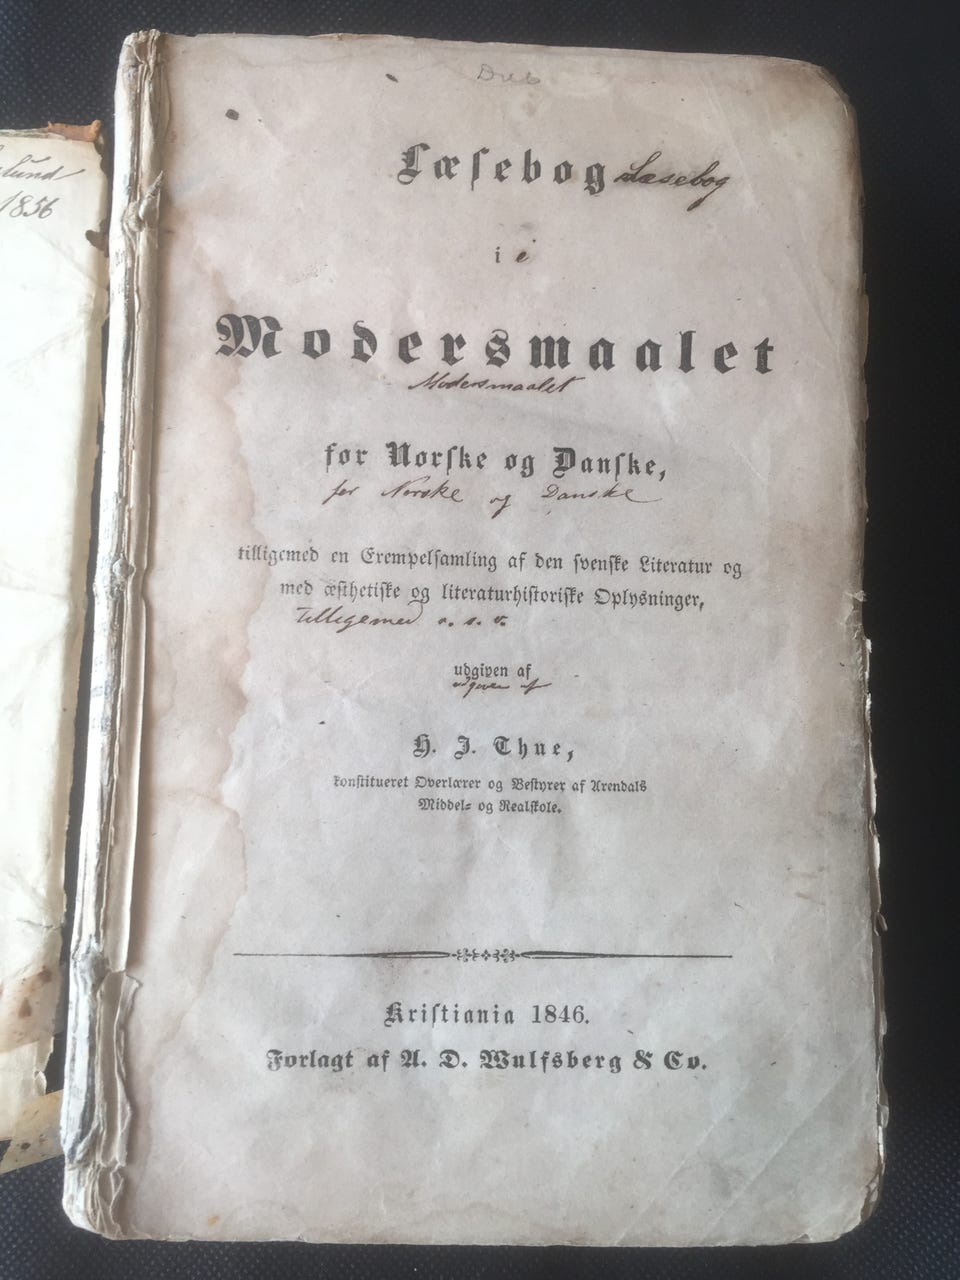 lund
1856
Læsebog Læsebog
i i
Modersmaalet
Modersmaalet
for Norske og Danske,
for Norske og Danske
tilligemed en Exempelsamling af den svenske Literatur og
med æsthetiske og literaturhistoriske Oplysninger,
tilligemed o. s. v.
udgiven af
udgiven af
H. J. Thue,
konstitueret Overlærer og Bestyrer af Arendals
Middel- og Realskole.
Kristiania 1846.
Forlagt af A. D. Wulfsberg & Co.